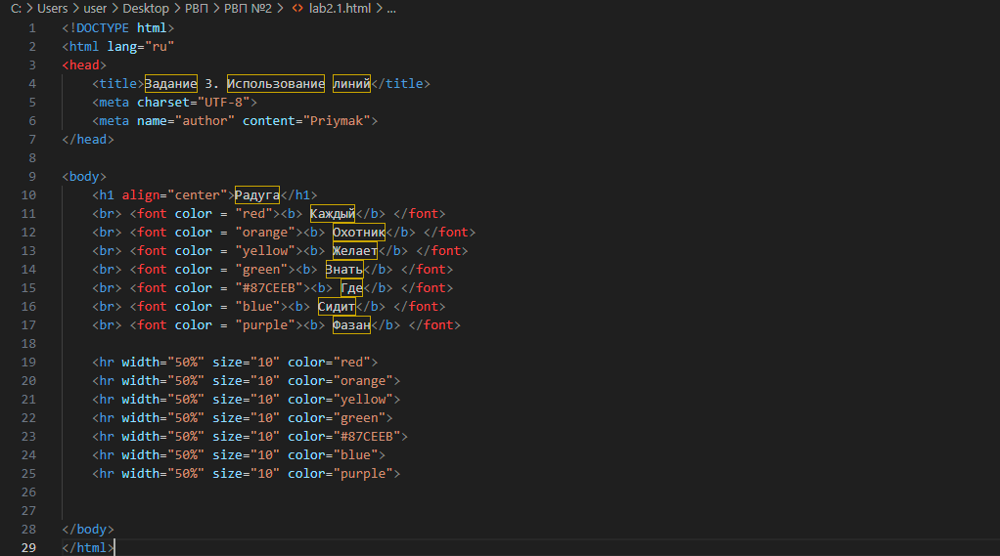 C: > Users > user > Desktop > РВП > РВП №2 > <> lab2.1.html > ...
1 <!DOCTYPE html>
2 <html lang="ru"
3 <head>
4     <title>Задание 3. Использование линий</title>
5     <meta charset="UTF-8">
6     <meta name="author" content="Priymak">
7 </head>
8
9 <body>
10     <h1 align="center">Радуга</h1>
11     <br> <font color = "red"><b> Каждый</b> </font>
12     <br> <font color = "orange"><b> Охотник</b> </font>
13     <br> <font color = "yellow"><b> Желает</b> </font>
14     <br> <font color = "green"><b> Знать</b> </font>
15     <br> <font color = "#87CEEB"><b> Где</b> </font>
16     <br> <font color = "blue"><b> Сидит</b> </font>
17     <br> <font color = "purple"><b> Фазан</b> </font>
18
19     <hr width="50%" size="10" color="red">
20     <hr width="50%" size="10" color="orange">
21     <hr width="50%" size="10" color="yellow">
22     <hr width="50%" size="10" color="green">
23     <hr width="50%" size="10" color="#87CEEB">
24     <hr width="50%" size="10" color="blue">
25     <hr width="50%" size="10" color="purple">
26
27
28 </body>
29 </html>